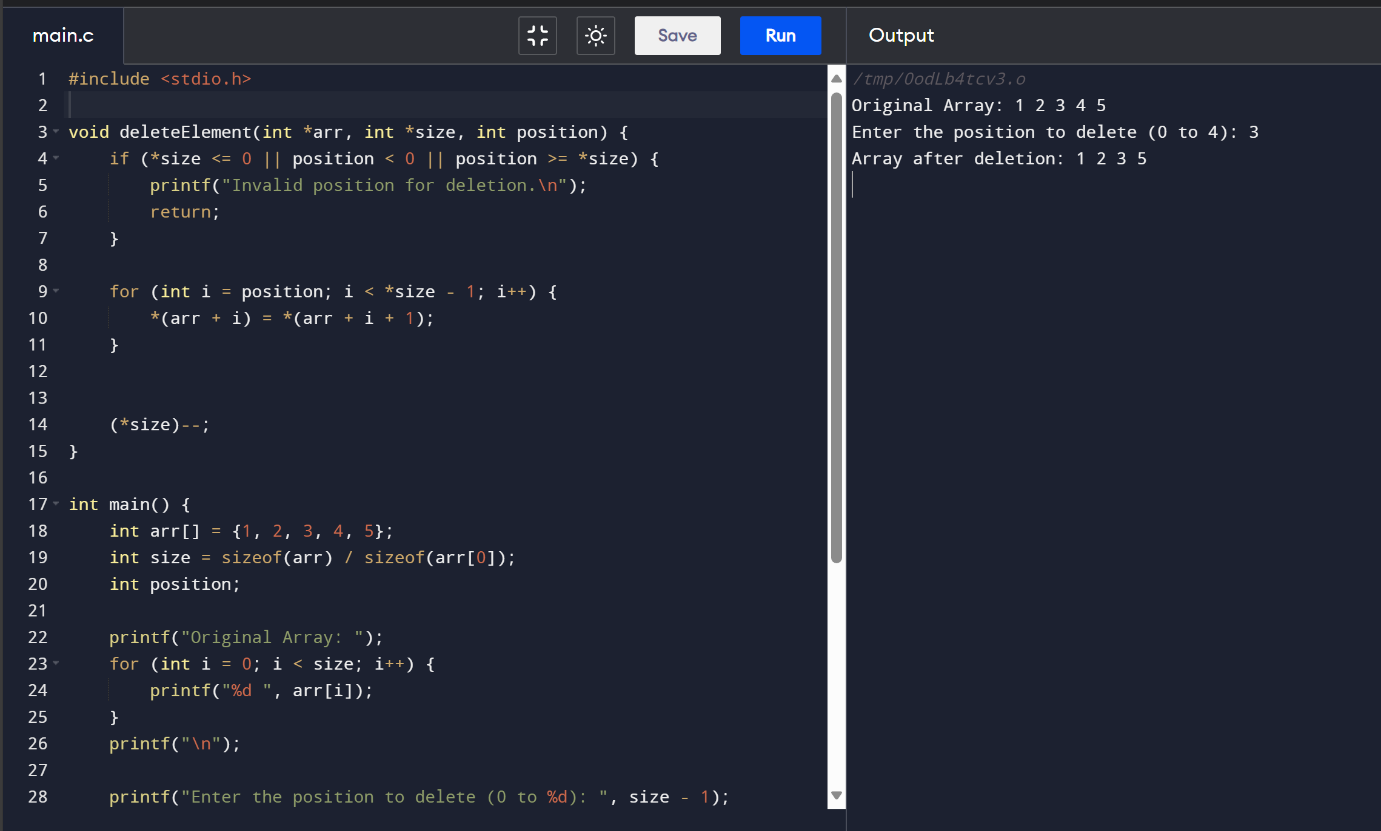 main.c
Save
Run
Output
1 #include <stdio.h>
2
3 void deleteElement(int *arr, int *size, int position) {
4     if (*size <= 0 || position < 0 || position >= *size) {
5         printf("Invalid position for deletion.\n");
6         return;
7     }
8
9     for (int i = position; i < *size - 1; i++) {
10         *(arr + i) = *(arr + i + 1);
11     }
12
13
14     (*size)--;
15 }
16
17 int main() {
18     int arr[] = {1, 2, 3, 4, 5};
19     int size = sizeof(arr) / sizeof(arr[0]);
20     int position;
21
22     printf("Original Array: ");
23     for (int i = 0; i < size; i++) {
24         printf("%d ", arr[i]);
25     }
26     printf("\n");
27
28     printf("Enter the position to delete (0 to %d): ", size - 1);
/tmp/OodLb4tcv3.o
Original Array: 1 2 3 4 5
Enter the position to delete (0 to 4): 3
Array after deletion: 1 2 3 5